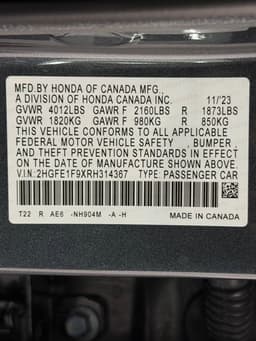 MFD.BY HONDA OF CANADA MFG.,
A DIVISION OF HONDA CANADA INC. 11/'23
GVWR 4012LBS GAWR F 2160LBS R 1873LBS
GVWR 1820KG GAWR F 980KG R 850KG
THIS VEHICLE CONFORMS TO ALL APPLICABLE
FEDERAL MOTOR VEHICLE SAFETY , BUMPER ,
AND THEFT PREVENTION STANDARDS IN EFFECT
ON THE DATE OF MANUFACTURE SHOWN ABOVE.
V.I.N: 2HGFE1F9XRH314367 TYPE: PASSENGER CAR
T22 R AE6 -NH904M -A -H MADE IN CANADA